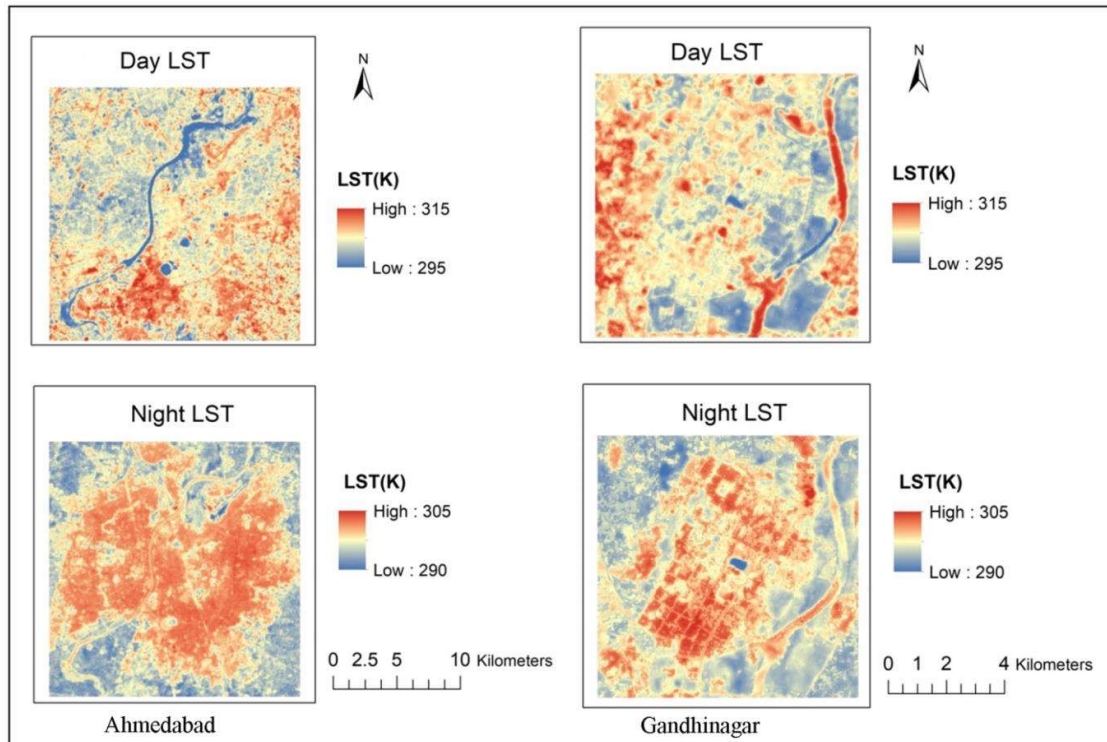 Day LST
N
LST(K)
High : 315
Low : 295
Day LST
N
LST(K)
High : 315
Low : 295
Night LST
LST(K)
High : 305
Low : 290
0 2.5 5 10 Kilometers
Ahmedabad
Night LST
LST(K)
High : 305
Low : 290
0 2 4 Kilometers
Gandhinagar